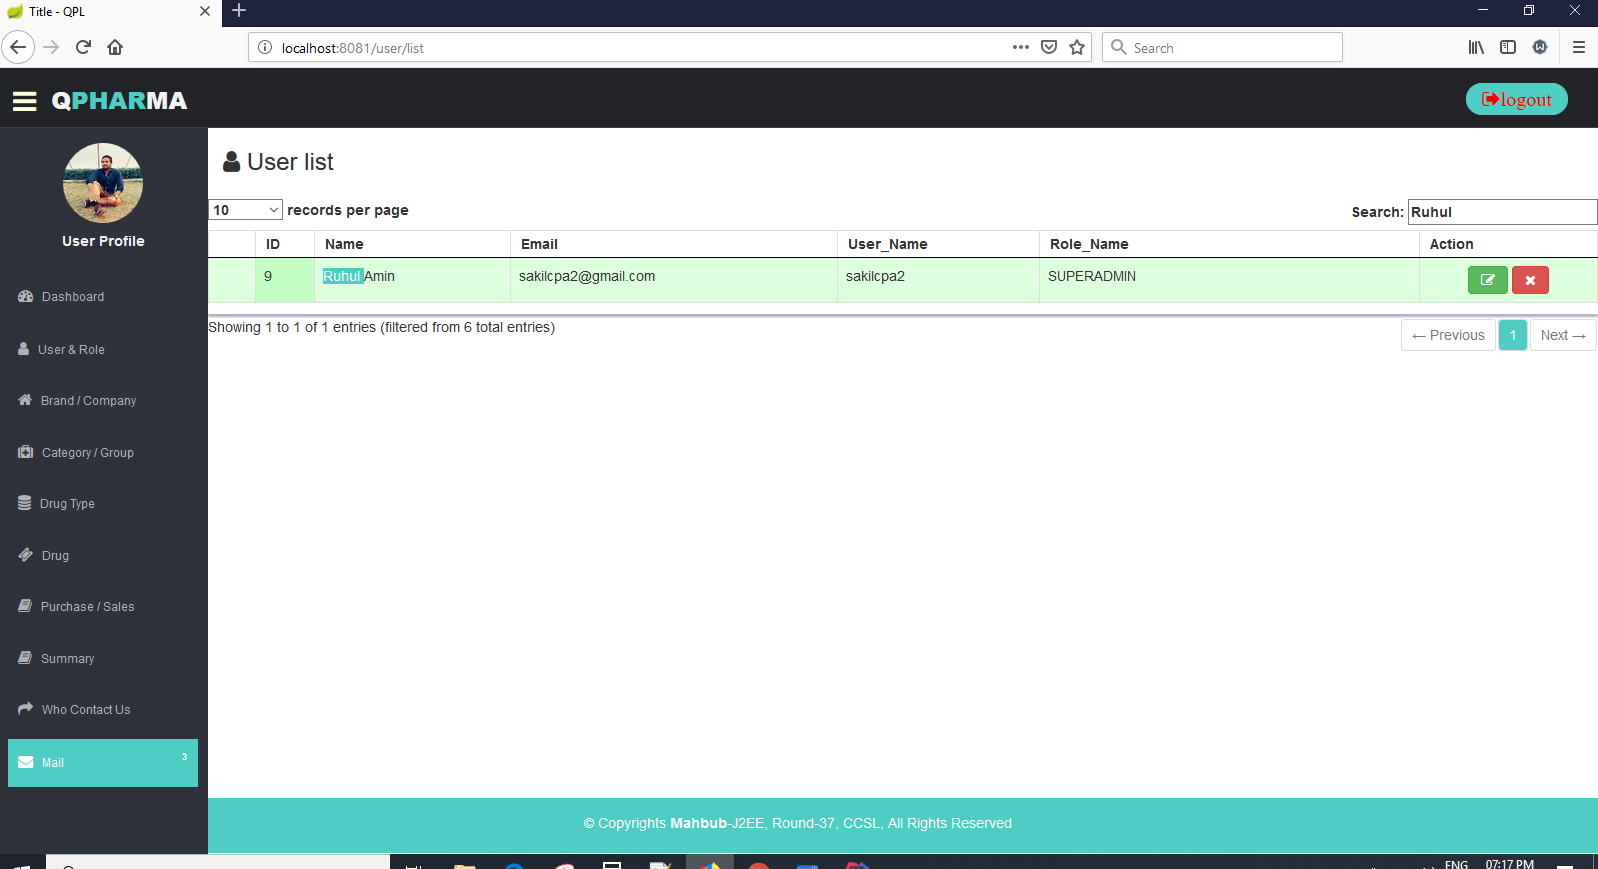 Title - QPL
localhost:8081/user/list
Search
QPHARMA
logout
User Profile
Dashboard
User & Role
Brand / Company
Category / Group
Drug Type
Drug
Purchase / Sales
Summary
Who Contact Us
Mail 3
User list
10 records per page
Search: Ruhul
ID Name Email User_Name Role_Name Action
9 Ruhul Amin sakilcpa2@gmail.com sakilcpa2 SUPERADMIN
Showing 1 to 1 of 1 entries (filtered from 6 total entries)
← Previous 1 Next →
© Copyrights Mahbub-J2EE, Round-37, CCSL, All Rights Reserved
ENG 07:17 PM